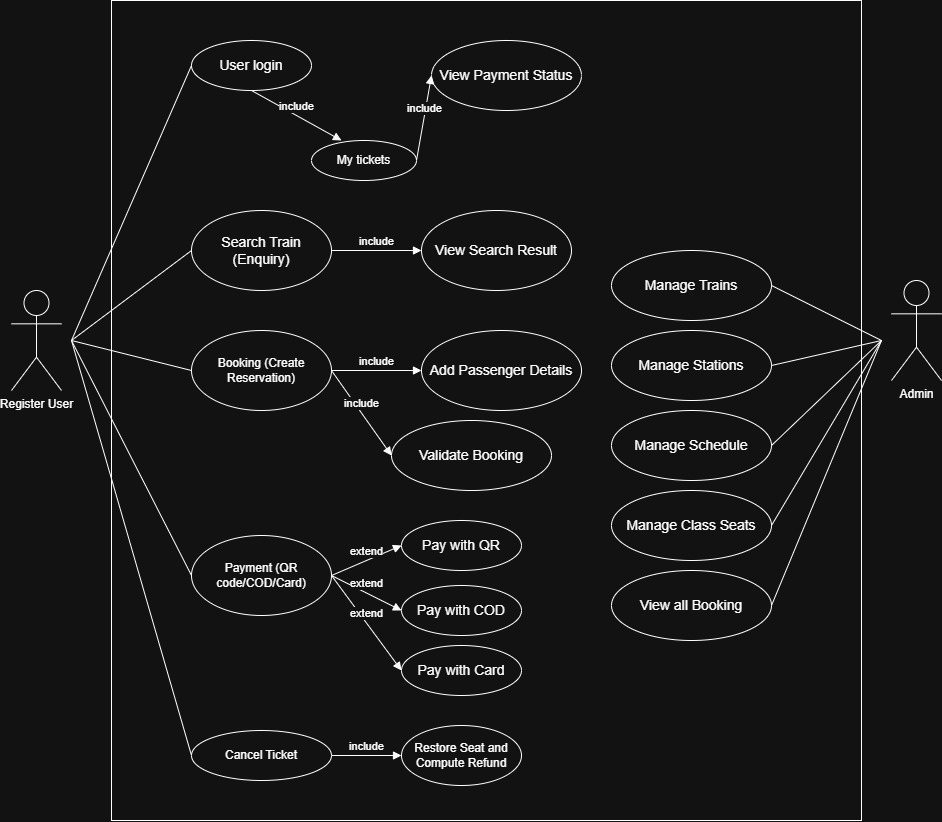 User login
View Payment Status
include
include
My tickets
Search Train
(Enquiry)
include
View Search Result
Manage Trains
Register User
Admin
Booking (Create
Reservation)
include
Add Passenger Details
include
Validate Booking
Manage Stations
Manage Schedule
Manage Class Seats
View all Booking
Payment (QR
code/COD/Card)
extend
Pay with QR
extend
Pay with COD
extend
Pay with Card
Cancel Ticket
include
Restore Seat and
Compute Refund